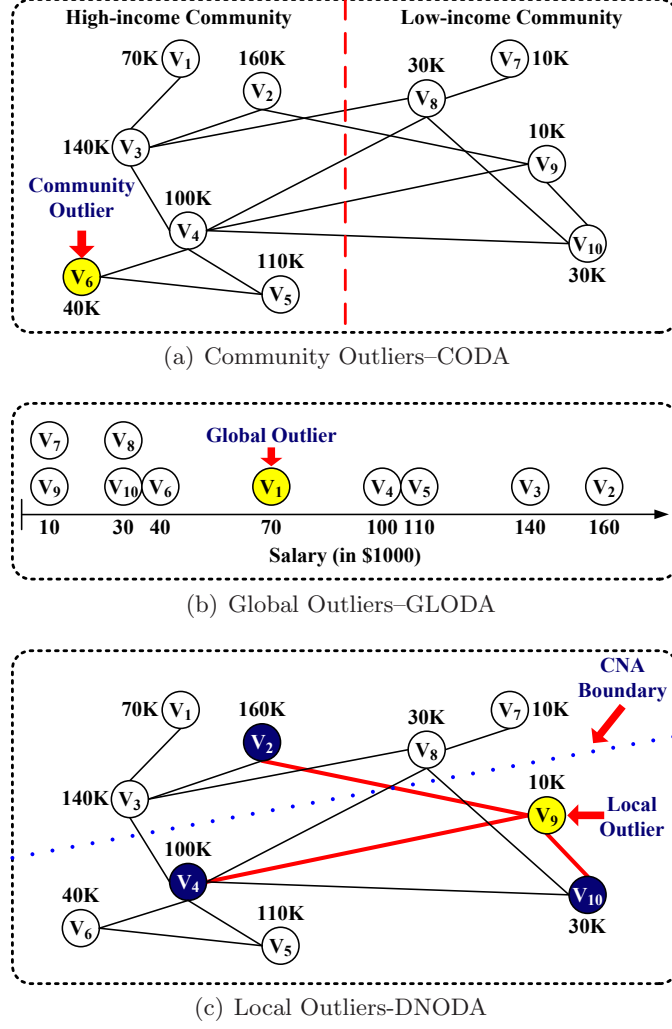 High-income Community
Low-income Community
70K V1
160K
V2
30K
V8
V7 10K
140K V3
10K
V9
Community
Outlier
100K
V4
V10
30K
V6
40K
110K
V5
(a) Community Outliers–CODA
V7 V8
Global Outlier
V9 V10 V6 V1 V4 V5 V3 V2
10 30 40 70 100 110 140 160
Salary (in $1000)
(b) Global Outliers–GLODA
CNA
Boundary
70K V1
160K
V2
30K
V8
V7 10K
140K V3
10K
V9
Local
Outlier
100K
V4
40K
V6
110K
V5
V10
30K
(c) Local Outliers-DNODA